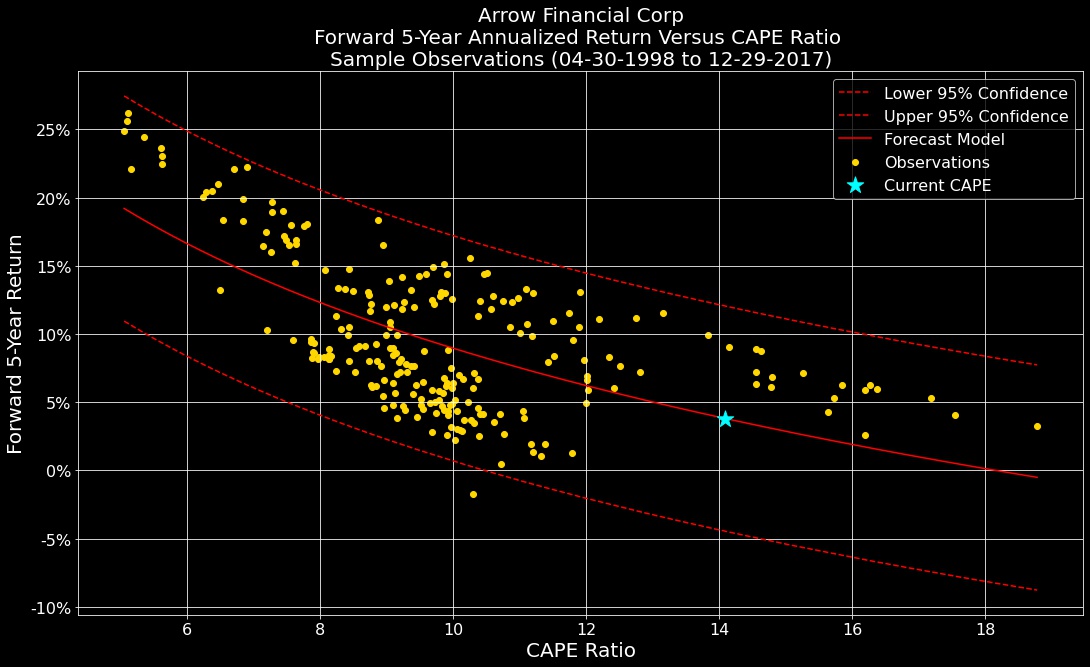 Arrow Financial Corp
Forward 5-Year Annualized Return Versus CAPE Ratio
Sample Observations (04-30-1998 to 12-29-2017)
Lower 95% Confidence
Upper 95% Confidence
Forecast Model
Observations
Current CAPE
Forward 5-Year Return
25%
20%
15%
10%
5%
0%
-5%
-10%
6 8 10 12 14 16 18
CAPE Ratio